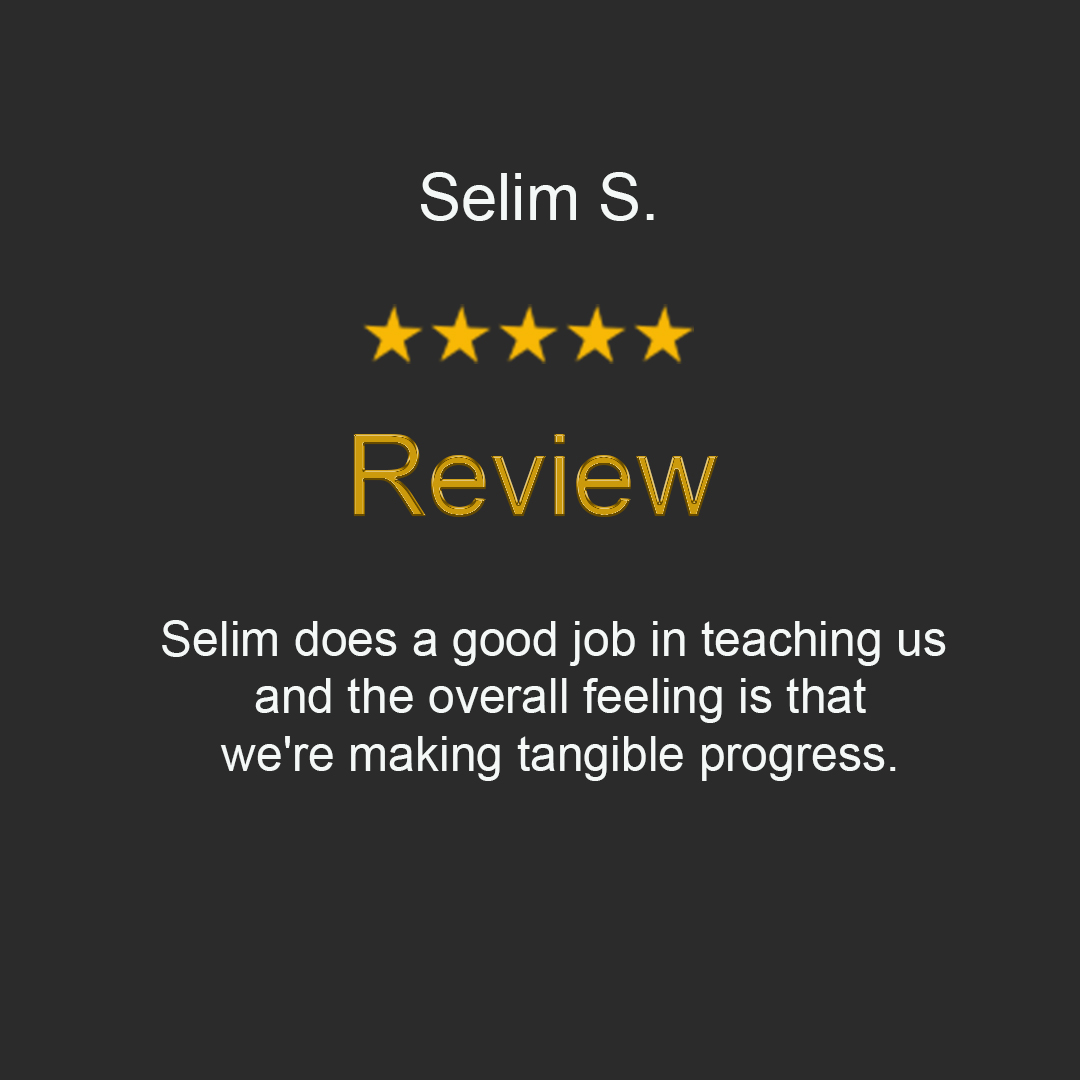 Selim S.
Review
Selim does a good job in teaching us
and the overall feeling is that
we're making tangible progress.